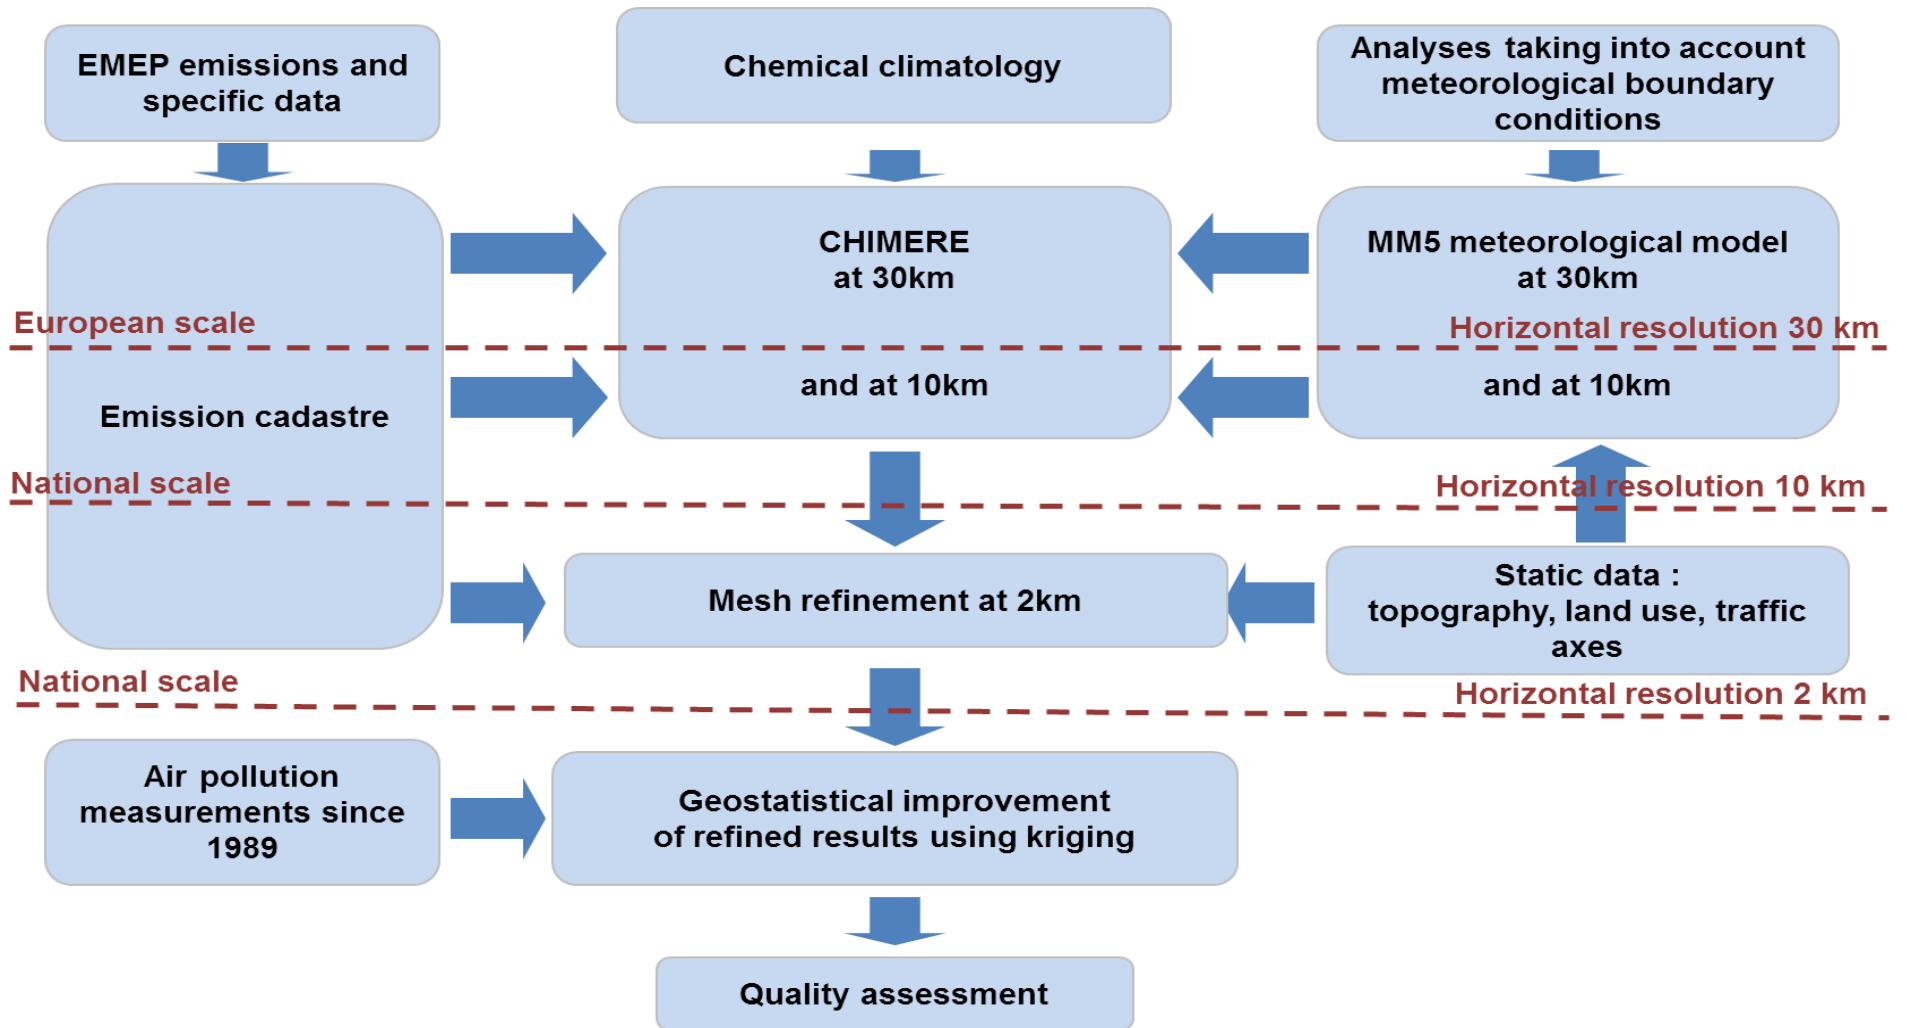 EMEP emissions and
specific data
Chemical climatology
Analyses taking into account
meteorological boundary
conditions
CHIMERE
at 30km
MM5 meteorological model
at 30km
European scale
Horizontal resolution 30 km
and at 10km
and at 10km
Emission cadastre
National scale
Horizontal resolution 10 km
Mesh refinement at 2km
Static data :
topography, land use, traffic
axes
National scale
Horizontal resolution 2 km
Air pollution
measurements since
1989
Geostatistical improvement
of refined results using kriging
Quality assessment